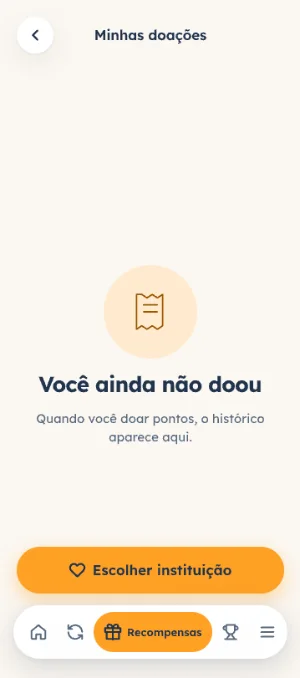 Minhas doações
Você ainda não doou
Quando você doar pontos, o histórico
aparece aqui.
Escolher instituição
Recompensas